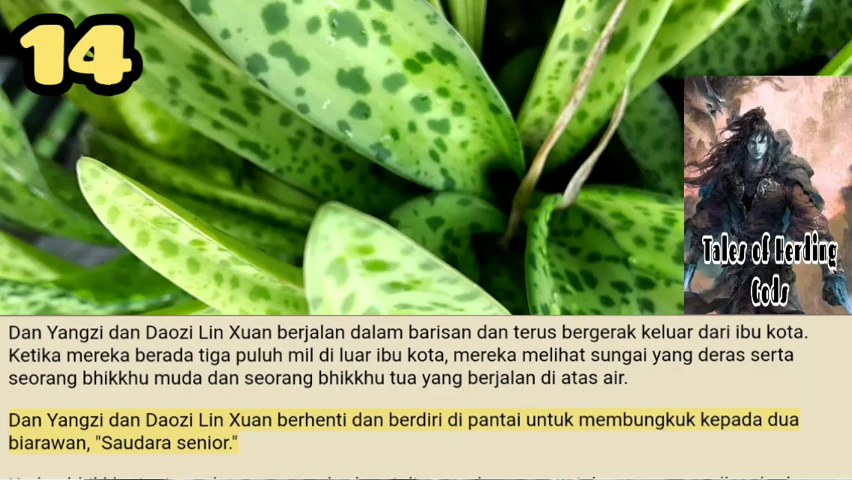 14
Tales of Herding
Gods
Dan Yangzi dan Daozi Lin Xuan berjalan dalam barisan dan terus bergerak keluar dari ibu kota.
Ketika mereka berada tiga puluh mil di luar ibu kota, mereka melihat sungai yang deras serta
seorang bhikkhu muda dan seorang bhikkhu tua yang berjalan di atas air.
Dan Yangzi dan Daozi Lin Xuan berhenti dan berdiri di pantai untuk membungkuk kepada dua
biarawan, "Saudara senior."